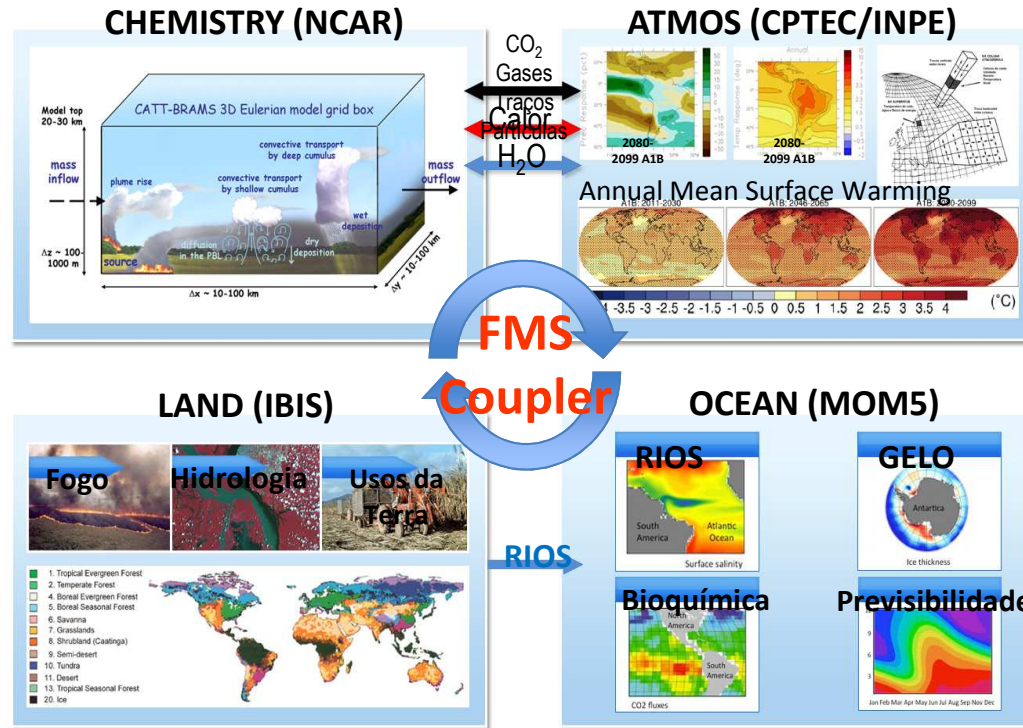 CHEMISTRY (NCAR)
Model top
20-30 km
CATT-BRAMS 3D Eulerian model grid box
convective transport
by deep cumulus
mass
inflow
plume rise
convective transport
by shallow cumulus
mass
outflow
wet
deposition
diffusion
in the PBL
dry
deposition
Δz ~ 100-
1000 m
source
Δx ~ 10-100 km
Δy ~ 10-100 km
CO2
Gases
Traços
Partículas
Calor
H2O
ATMOS (CPTEC/INPE)
Annual
2080-
2099 A1B
2080-
2099 A1B
Annual Mean Surface Warming
A1B: 2011-2030
A1B: 2046-2065
-3.5 -3 -2.5 -2 -1.5 -1 -0.5 0 0.5 1 1.5 2 2.5 3 3.5 4
(°C)
FMS
Coupler
LAND (IBIS)
Fogo
Hidrologia
Usos da
Terra
1. Tropical Evergreen Forest
2. Temperate Forest
4. Boreal Evergreen Forest
5. Boreal Seasonal Forest
6. Savanna
7. Grasslands
8. Shrubland (Caatinga)
9. Semi-desert
10. Tundra
11. Desert
13. Tropical Seasonal Forest
20. Ice
RIOS
OCEAN (MOM5)
RIOS
South
America
Atlantic
Ocean
Surface salinity
GELO
Antartica
Ice thickness
Bioquímica
North
America
South
America
CO2 fluxes
Previsibilidade
9
6
3
Jan Feb Mar Apr May Jun Jul Aug Sep Nov Dec